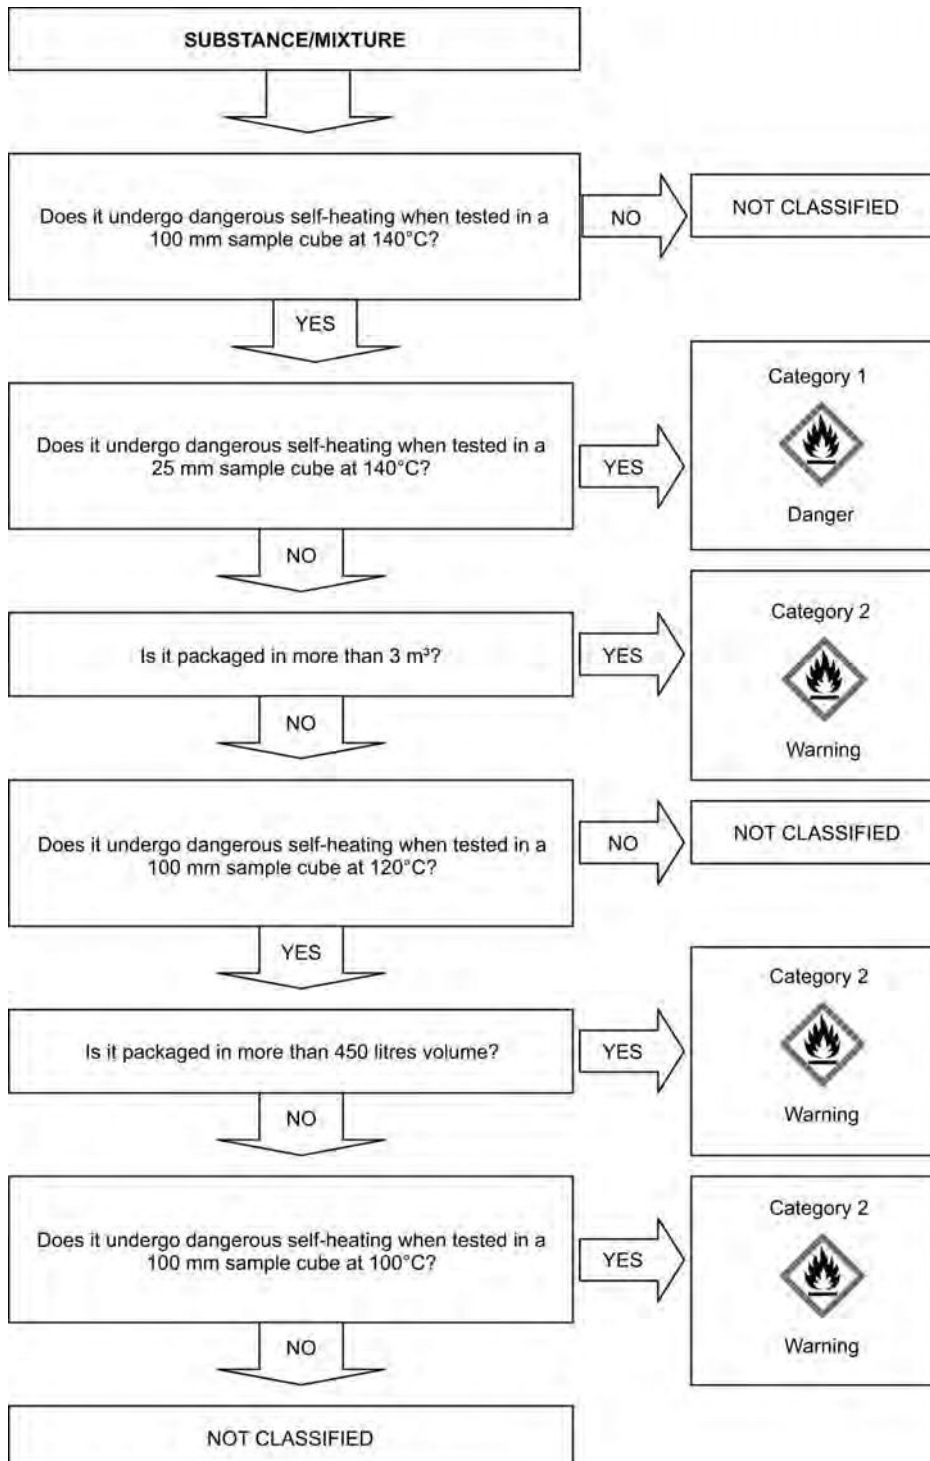 SUBSTANCE/MIXTURE
Does it undergo dangerous self-heating when tested in a
100 mm sample cube at 140°C?
NO
NOT CLASSIFIED
YES
Does it undergo dangerous self-heating when tested in a
25 mm sample cube at 140°C?
YES
Category 1
Danger
NO
Is it packaged in more than 3 m³?
YES
Category 2
Warning
NO
Does it undergo dangerous self-heating when tested in a
100 mm sample cube at 120°C?
NO
NOT CLASSIFIED
YES
Is it packaged in more than 450 litres volume?
YES
Category 2
Warning
NO
Does it undergo dangerous self-heating when tested in a
100 mm sample cube at 100°C?
YES
Category 2
Warning
NO
NOT CLASSIFIED